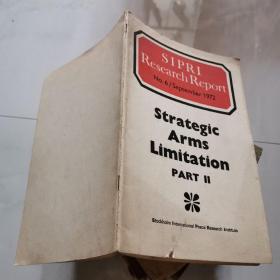 SIPRI
Research Report
No. 6 / September 1972
Strategic
Arms
Limitation
PART II
Stockholm International Peace Research Institute